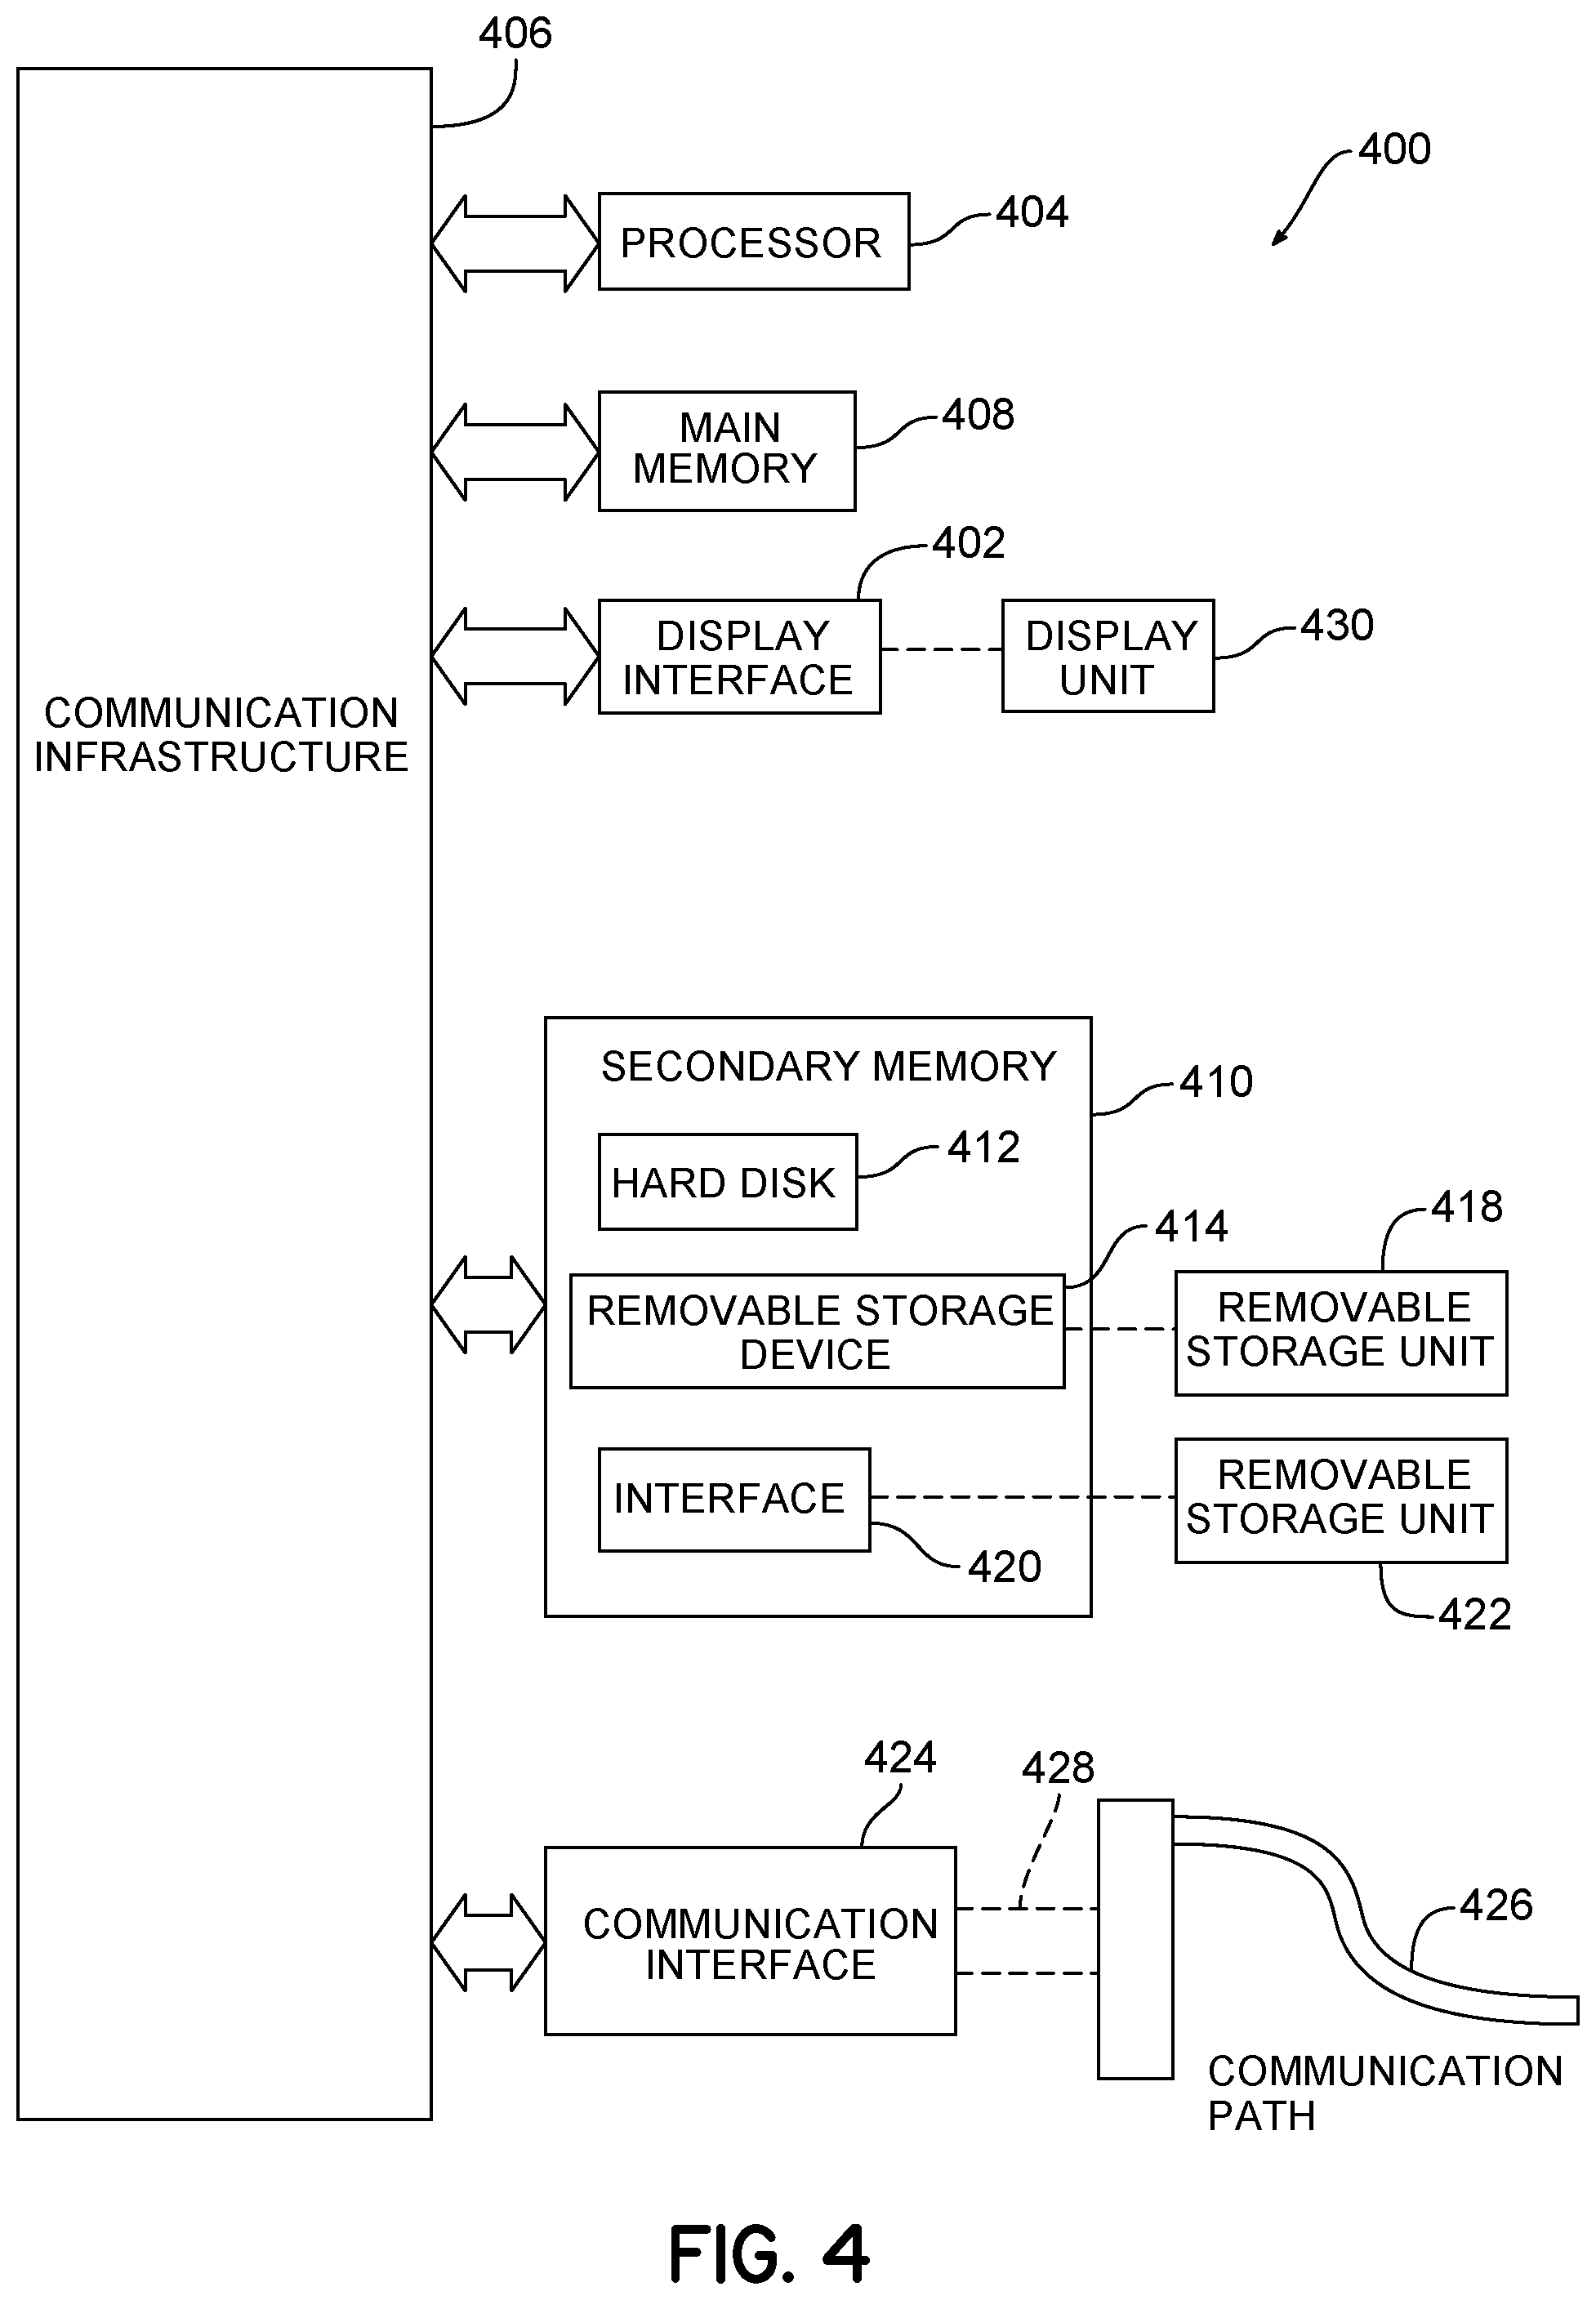 406
400
PROCESSOR
404
MAIN
MEMORY
408
402
DISPLAY
INTERFACE
DISPLAY
UNIT
430
COMMUNICATION
INFRASTRUCTURE
SECONDARY MEMORY
410
HARD DISK
412
414
418
REMOVABLE STORAGE
DEVICE
REMOVABLE
STORAGE UNIT
INTERFACE
420
REMOVABLE
STORAGE UNIT
422
424
428
COMMUNICATION
INTERFACE
426
COMMUNICATION
PATH
FIG. 4